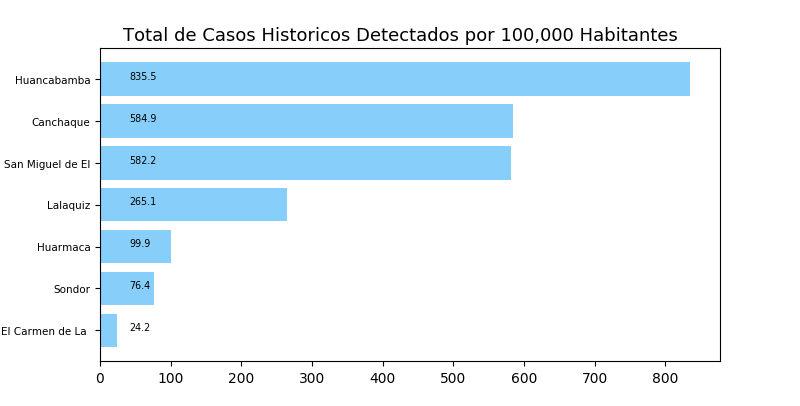 Total de Casos Historicos Detectados por 100,000 Habitantes
Huancabamba 835.5
Canchaque 584.9
San Miguel de El 582.2
Lalaquiz 265.1
Huarmaca 99.9
Sondor 76.4
El Carmen de La 24.2
0 100 200 300 400 500 600 700 800